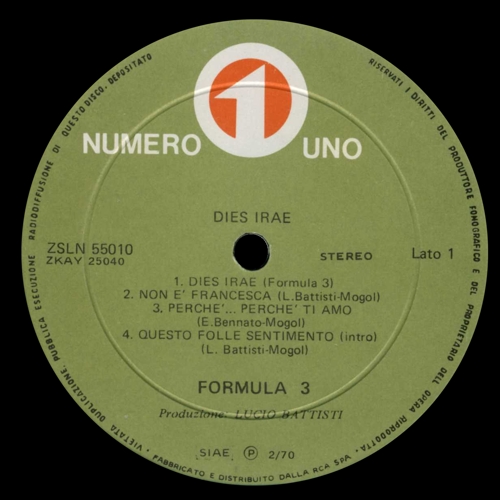 RISERVATI I DIRITTI DEL PRODUTTORE FONOGRAFICO E DEL PROPRIETARIO DELL OPERA RIPRODOTTA-
VIETATA DUPLICAZIONE, PUBBLICA ESECUZIONE RADIODIFFUSIONE DI QUESTO DISCO, DEPOSITATO
1
NUMERO UNO
DIES IRAE
ZSLN 55010
ZKAY 25040
STEREO
Lato 1
1. DIES IRAE (Formula 3)
2. NON E' FRANCESCA (L.Battisti-Mogol)
3. PERCHE'... PERCHE' TI AMO
(E.Bennato-Mogol)
4. QUESTO FOLLE SENTIMENTO (intro)
(L. Battisti-Mogol)
FORMULA 3
Produzione: LUCIO BATTISTI
SIAE Ⓟ 2/70
FABBRICATO E DISTRIBUITO DALLA RCA SPA